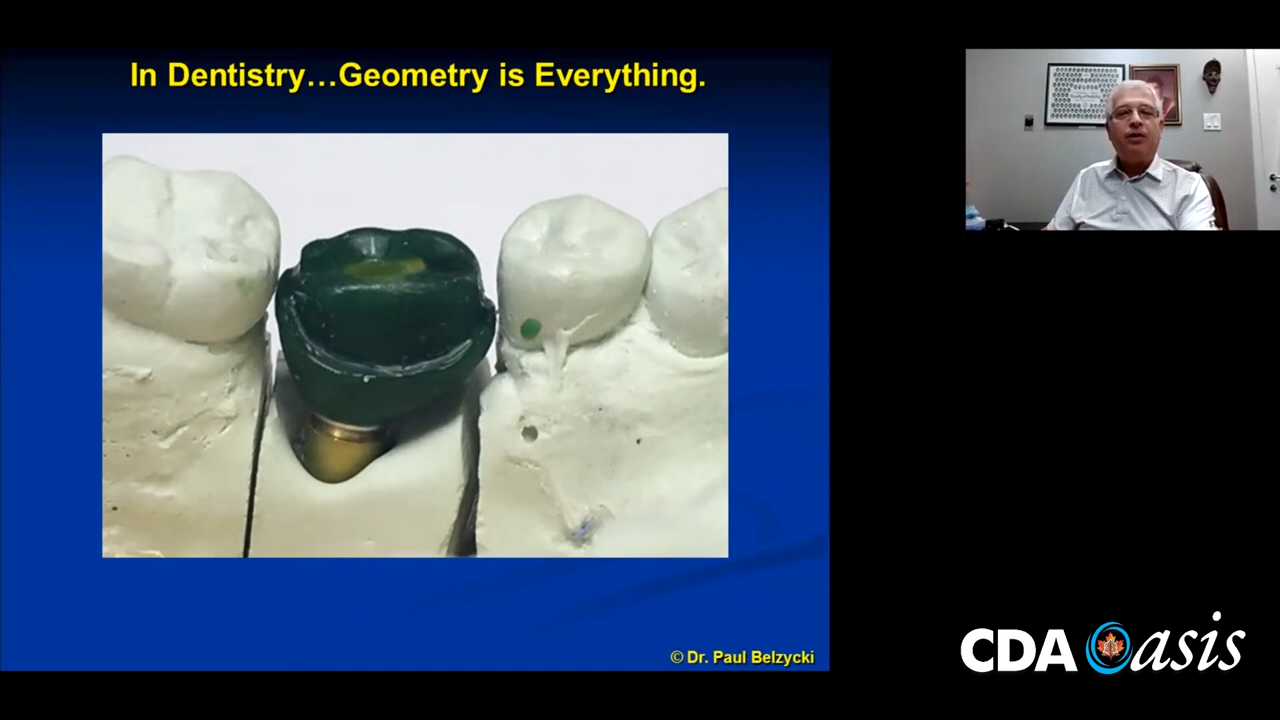 In Dentistry...Geometry is Everything.
© Dr. Paul Belzycki
CDA Oasis